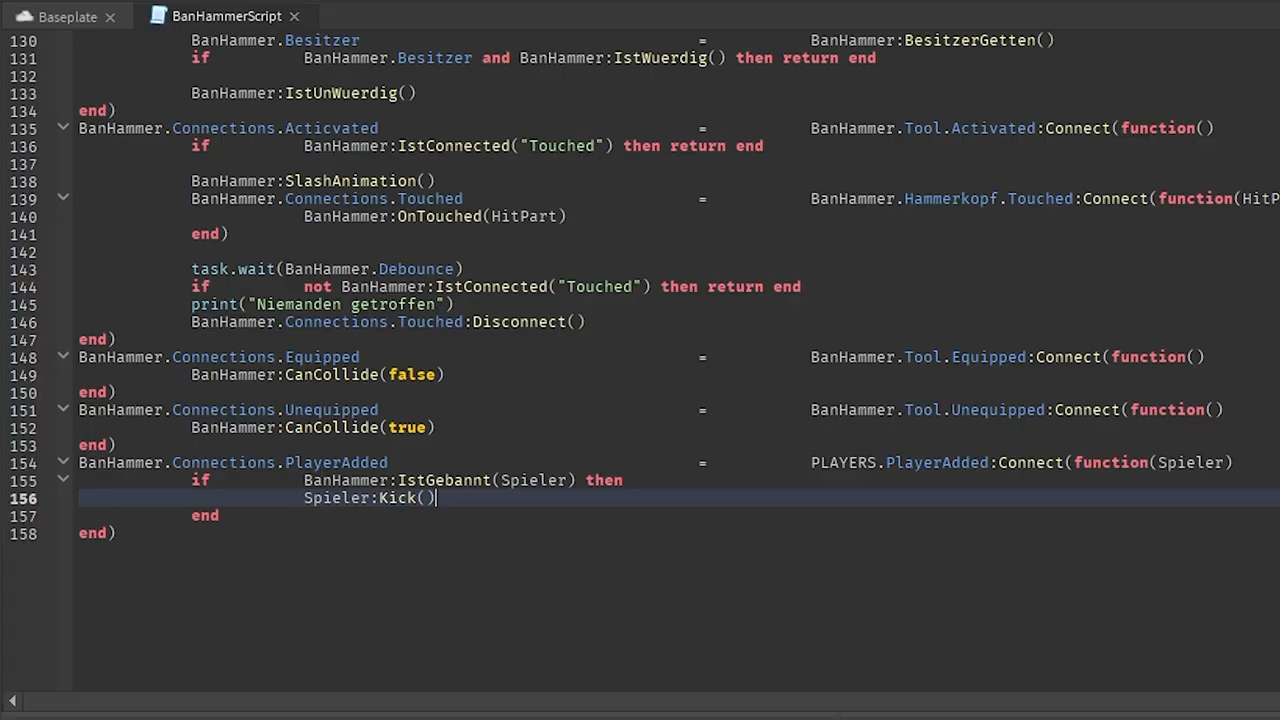 Baseplate
BanHammerScript
130 BanHammer.Besitzer = BanHammer:BesitzerGetten()
131 if BanHammer.Besitzer and BanHammer:IstWuerdig() then return end
132
133 BanHammer:IstUnWuerdig()
134 end)
135 BanHammer.Connections.Acticvated = BanHammer.Tool.Activated:Connect(function()
136 if BanHammer:IstConnected("Touched") then return end
137
138 BanHammer:SlashAnimation()
139 BanHammer.Connections.Touched = BanHammer.Hammerkopf.Touched:Connect(function(HitP
140 BanHammer:OnTouched(HitPart)
141 end)
142
143 task.wait(BanHammer.Debounce)
144 if not BanHammer:IstConnected("Touched") then return end
145 print("Niemanden getroffen")
146 BanHammer.Connections.Touched:Disconnect()
147 end)
148 BanHammer.Connections.Equipped = BanHammer.Tool.Equipped:Connect(function()
149 BanHammer:CanCollide(false)
150 end)
151 BanHammer.Connections.Unequipped = BanHammer.Tool.Unequipped:Connect(function()
152 BanHammer:CanCollide(true)
153 end)
154 BanHammer.Connections.PlayerAdded = PLAYERS.PlayerAdded:Connect(function(Spieler)
155 if BanHammer:IstGebannt(Spieler) then
156 Spieler:Kick()
157 end
158 end)